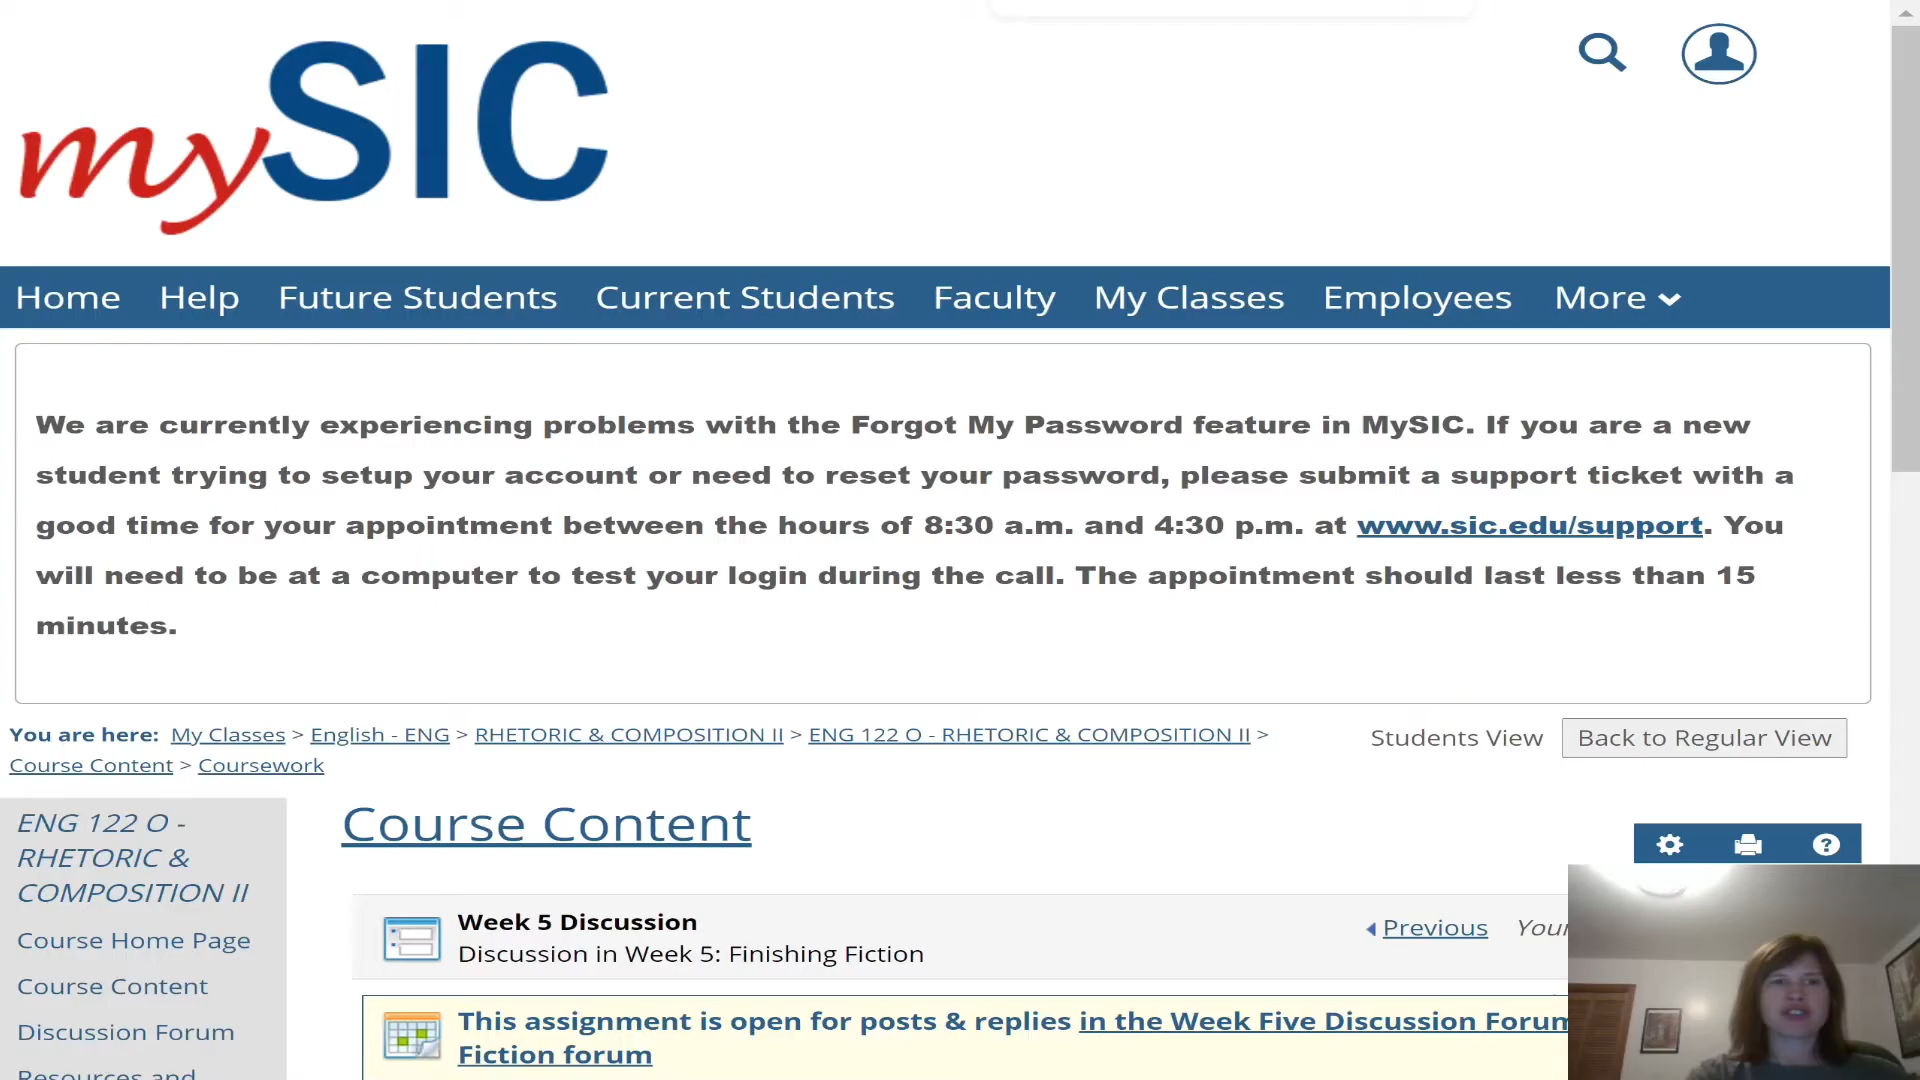 mySIC
Home Help Future Students Current Students Faculty My Classes Employees More
We are currently experiencing problems with the Forgot My Password feature in MySIC. If you are a new
student trying to setup your account or need to reset your password, please submit a support ticket with a
good time for your appointment between the hours of 8:30 a.m. and 4:30 p.m. at www.sic.edu/support. You
will need to be at a computer to test your login during the call. The appointment should last less than 15
minutes.
You are here: My Classes > English - ENG > RHETORIC & COMPOSITION II > ENG 122 O - RHETORIC & COMPOSITION II >
Course Content > Coursework
Students View Back to Regular View
ENG 122 O -
RHETORIC &
COMPOSITION II
Course Home Page
Course Content
Discussion Forum
Resources and
Course Content
Week 5 Discussion
Discussion in Week 5: Finishing Fiction
Previous
This assignment is open for posts & replies in the Week Five Discussion Forum
Fiction forum